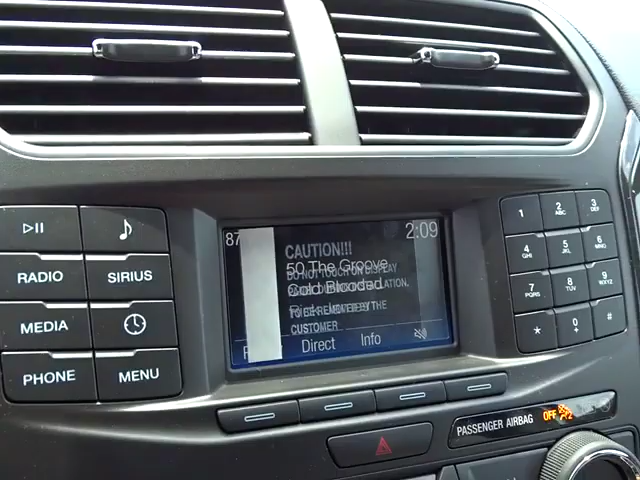 87
2:09
CAUTION!!!
50 The Groove
DO NOT TOUCH ON DISPLAY
Cold Blooded
TO BE REMOVED BY THE
CUSTOMER
Direct Info
RADIO SIRIUS
MEDIA
PHONE MENU
1 2 ABC 3 DEF
4 GHI 5 JKL 6 MNO
7 PQRS 8 TUV 9 WXYZ
* 0 + #
PASSENGER AIRBAG OFF